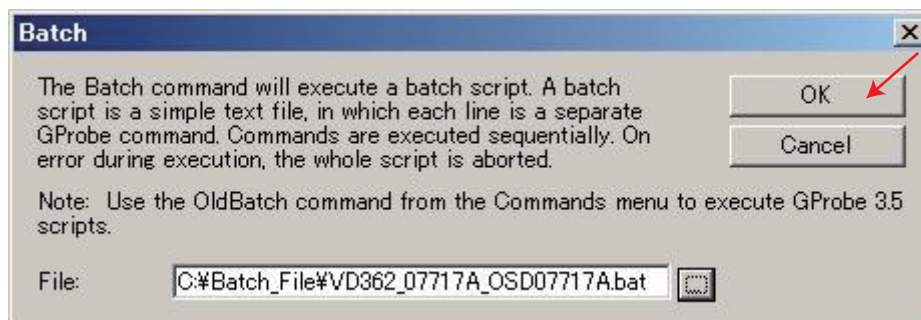 Batch
The Batch command will execute a batch script. A batch
script is a simple text file, in which each line is a separate
GProbe command. Commands are executed sequentially. On
error during execution, the whole script is aborted.
OK
Cancel
Note: Use the OldBatch command from the Commands menu to execute GProbe 3.5
scripts.
File: C:¥Batch_File¥VD362_07717A_OSD07717A.bat ...